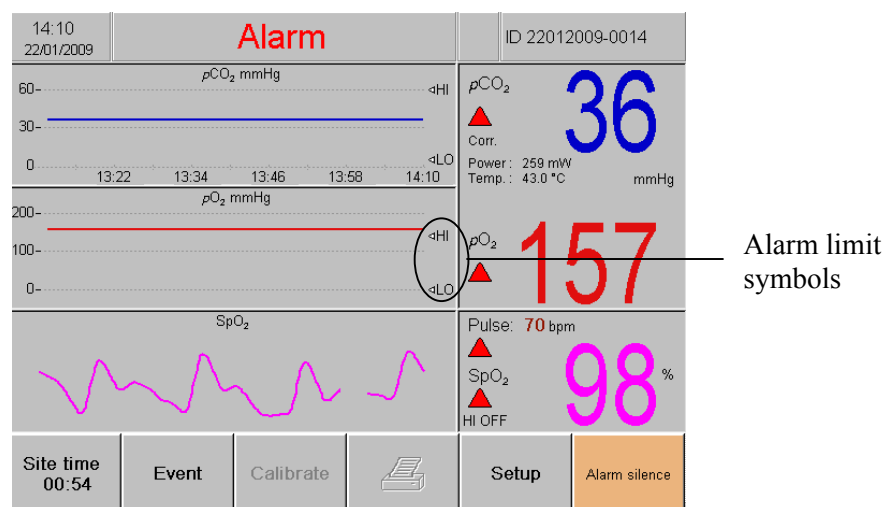 14:10
22/01/2009
Alarm
ID 22012009-0014
pCO₂ mmHg
60-
◁HI
30-
0
◁LO
13:22 13:34 13:46 13:58 14:10
pO₂ mmHg
200-
◁HI
100-
0-
◁LO
SpO₂
pCO₂
36
Corr.
Power: 259 mW
Temp.: 43.0 °C
mmHg
pO₂
157
Pulse: 70 bpm
SpO₂
98 %
HI OFF
Alarm limit
symbols
Site time
00:54
Event
Calibrate
Setup
Alarm silence